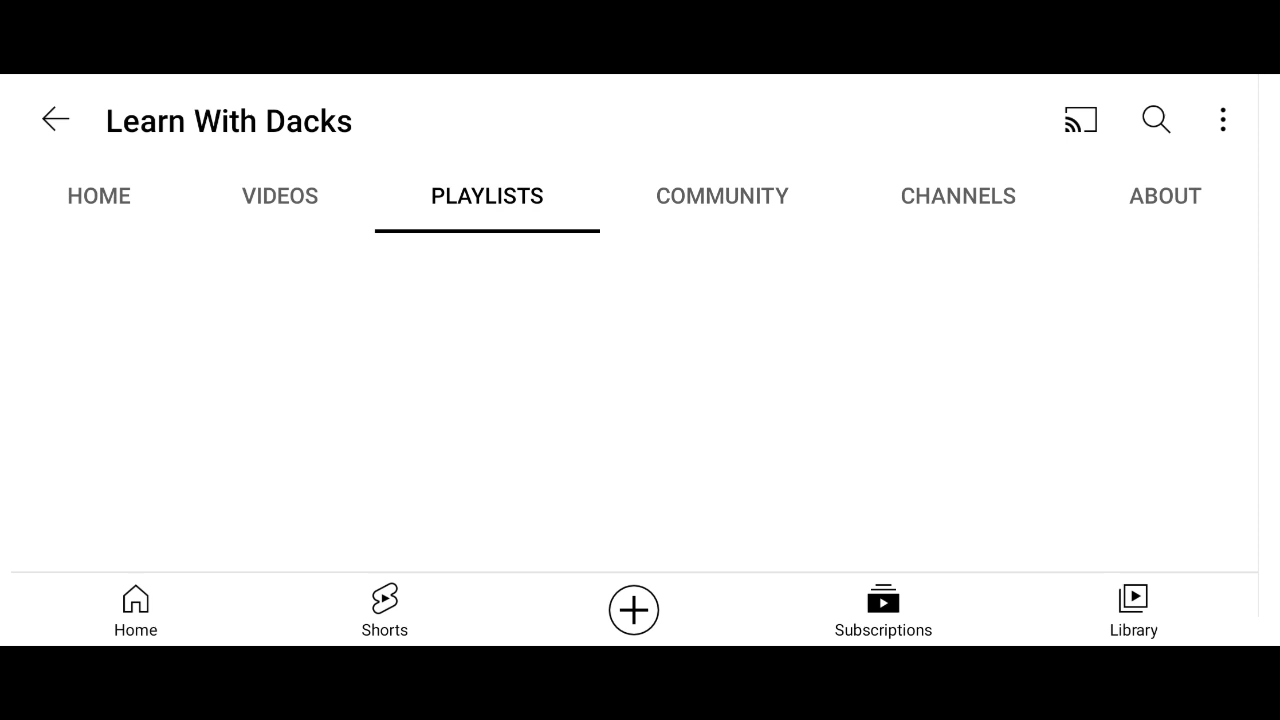 Learn With Dacks
HOME VIDEOS PLAYLISTS COMMUNITY CHANNELS ABOUT
Home Shorts Subscriptions Library